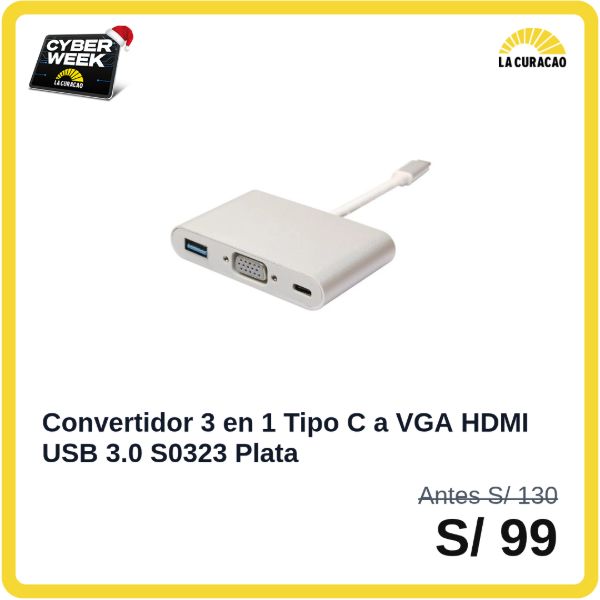 CYBER
WEEK
LA CURACAO
LA CURACAO
Convertidor 3 en 1 Tipo C a VGA HDMI
USB 3.0 S0323 Plata
Antes S/ 130
S/ 99